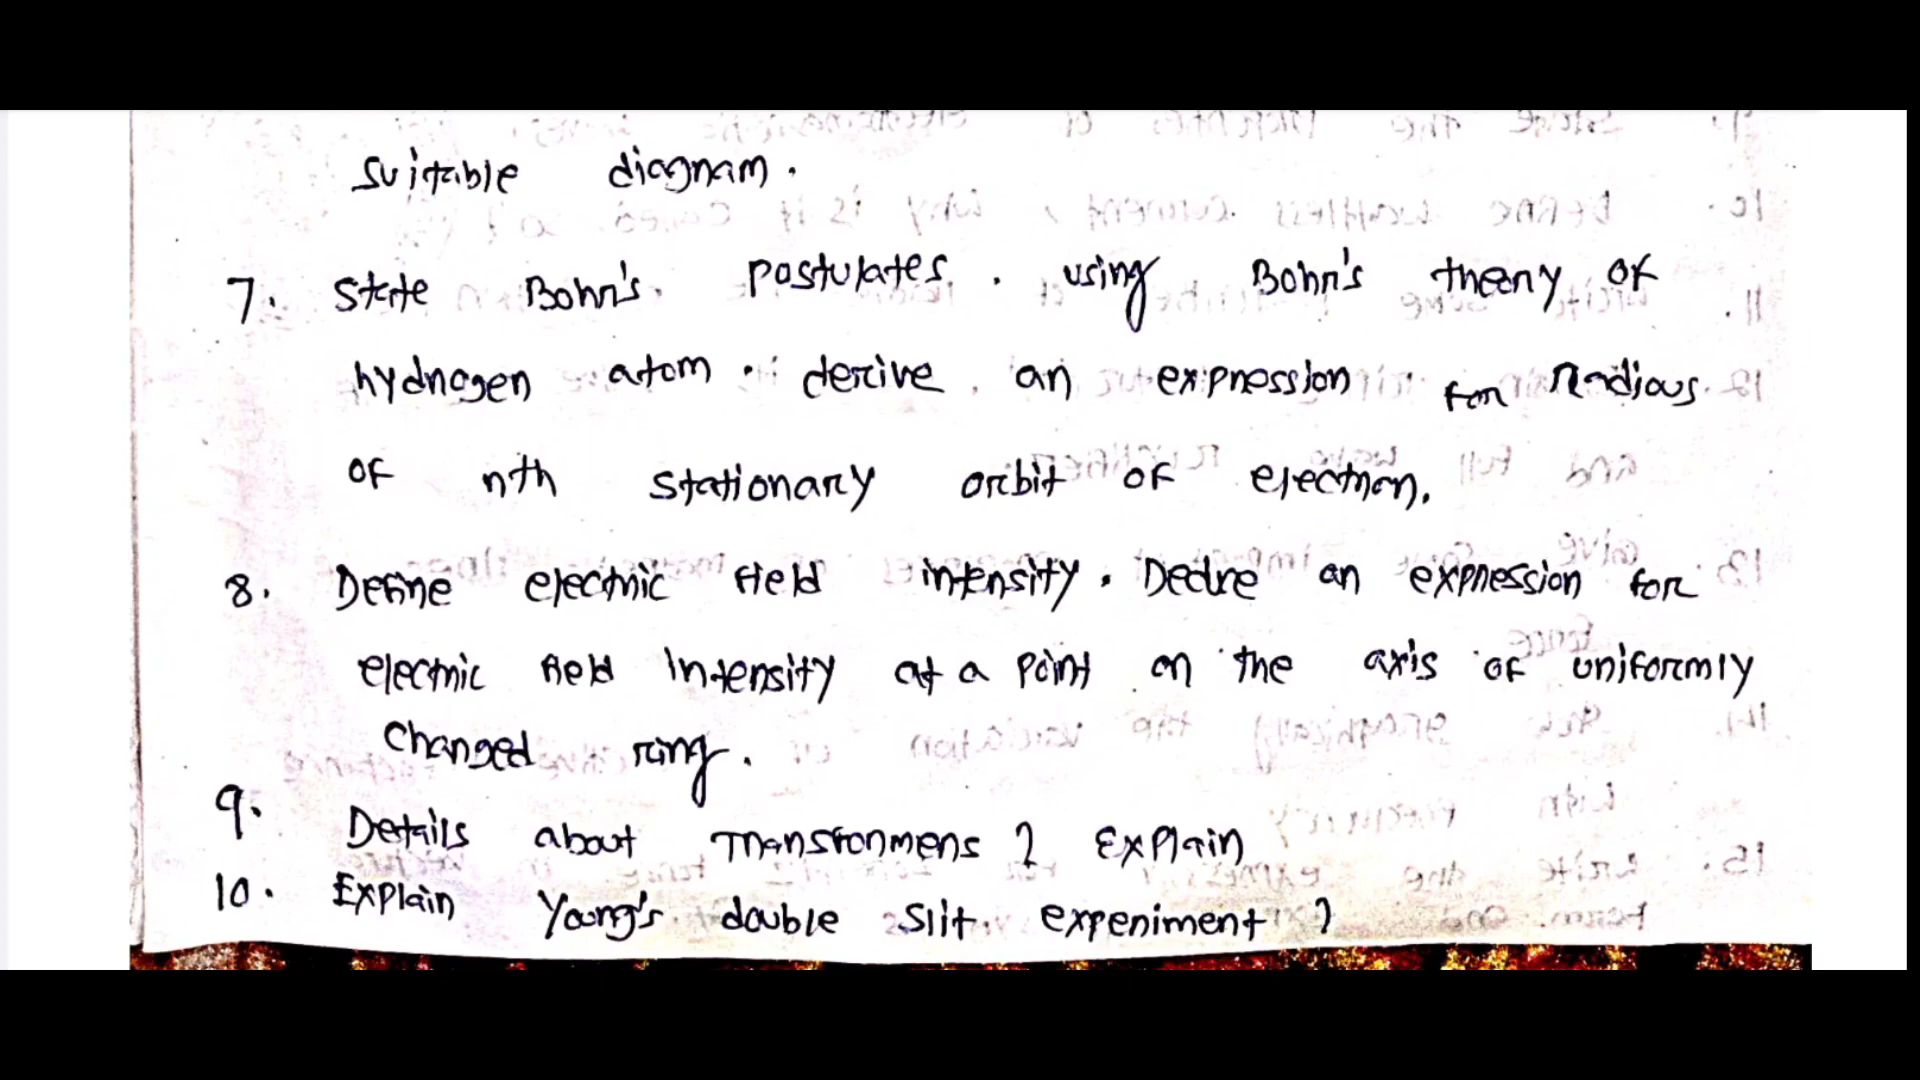 suitable diagram.
7. State Bohr's postulates. using Bohr's theory of
hydrogen atom. derive an expression for Radious
of nth stationary orbit of electron.
8. Define electric field intensity. Dedre an expression for
electric field intensity at a point on the axis of uniformly
Charged ring.
9. Details about Transformers ? Explain
10. Explain Young's double slit experiment ?